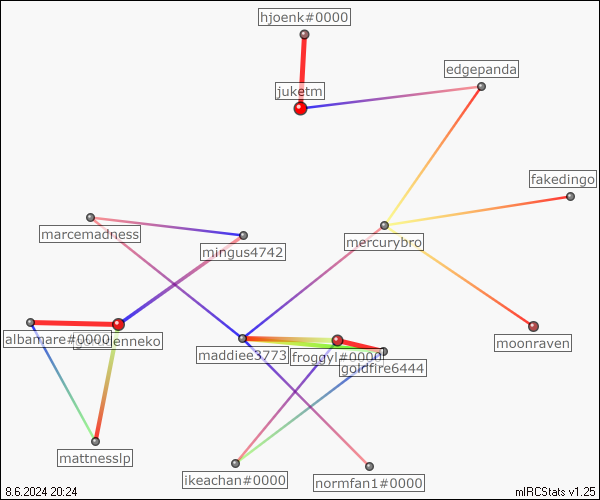 hjoenk#0000
edgepanda
juketm
fakedingo
marcemadness
mercurybro
mingus4742
albamare#0000
enneko
maddiee3773
froggyl#0000
goldfire6444
moonraven
mattnesslp
ikeachan#0000
normfan1#0000
8.6.2024 20:24
mIRCStats v1.25